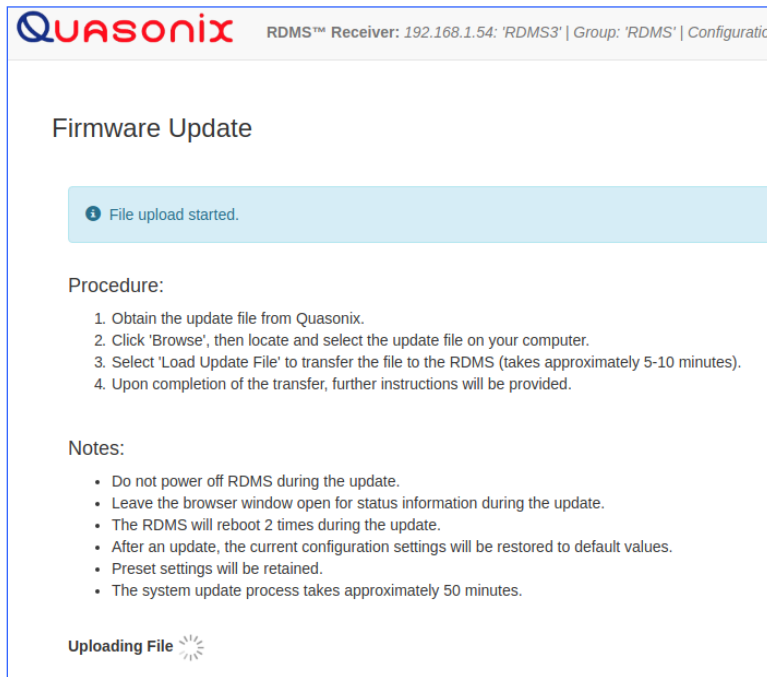 Quasonix RDMS™ Receiver: 192.168.1.54: 'RDMS3' | Group: 'RDMS' |
Firmware Update
File upload started.
Procedure:
1. Obtain the update file from Quasonix.
2. Click 'Browse', then locate and select the update file on your computer.
3. Select 'Load Update File' to transfer the file to the RDMS (takes approximately 5-10 minutes).
4. Upon completion of the transfer, further instructions will be provided.
Notes:
• Do not power off RDMS during the update.
• Leave the browser window open for status information during the update.
• The RDMS will reboot 2 times during the update.
• After an update, the current configuration settings will be restored to default values.
• Preset settings will be retained.
• The system update process takes approximately 50 minutes.
Uploading File